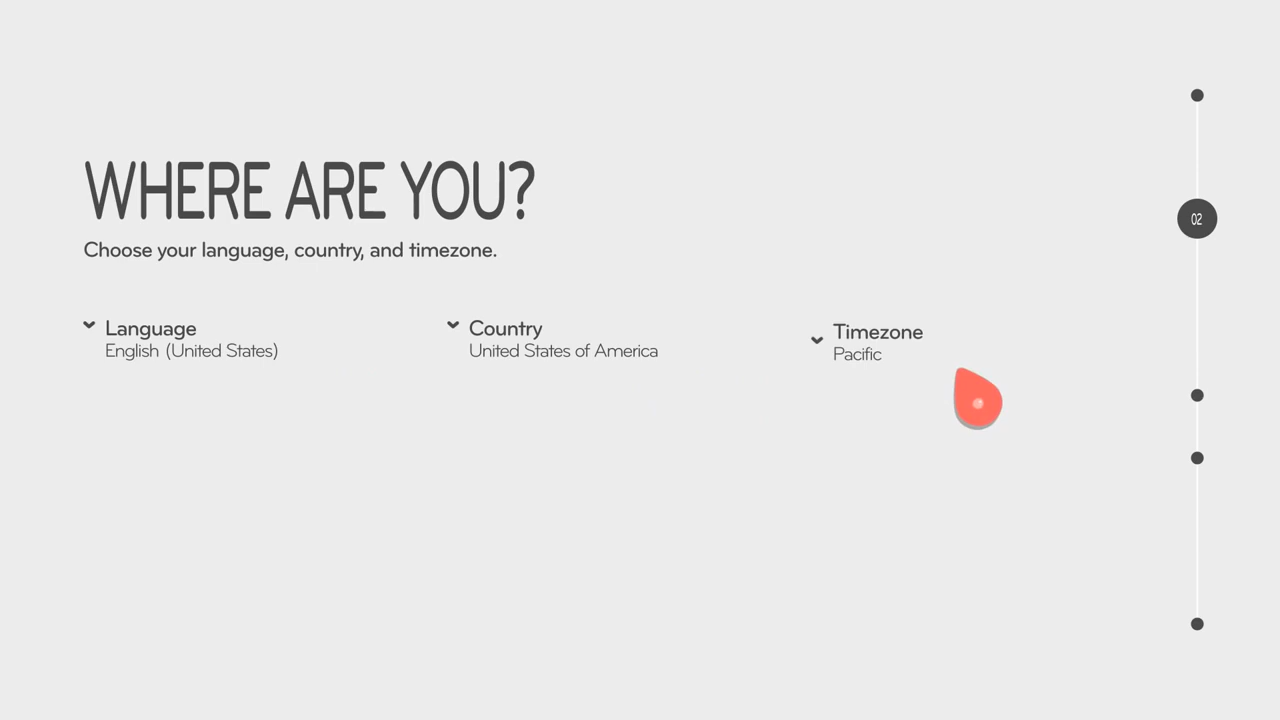 WHERE ARE YOU?
Choose your language, country, and timezone.
Language
English (United States)
Country
United States of America
Timezone
Pacific
02